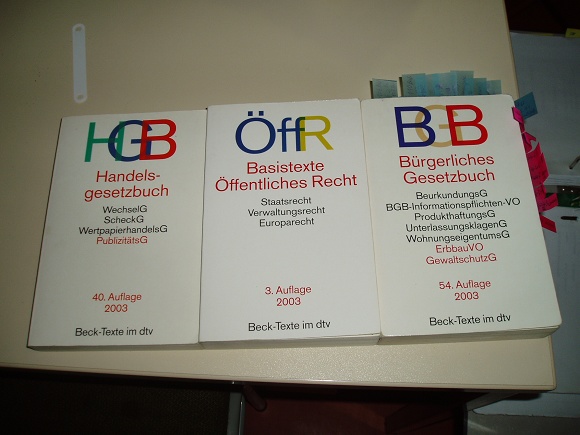 HGB
Handels-
gesetzbuch
WechselG
ScheckG
WertpapierhandelsG
PublizitätsG
40. Auflage
2003
Beck-Texte im dtv
ÖffR
Basistexte
Öffentliches Recht
Staatsrecht
Verwaltungsrecht
Europarecht
3. Auflage
2003
Beck-Texte im dtv
BGB
Bürgerliches
Gesetzbuch
BeurkundungsG
BGB-Informationspflichten-VO
ProdukthaftungsG
UnterlassungsklagenG
WohnungseigentumsG
ErbbauVO
GewaltschutzG
54. Auflage
2003
Beck-Texte im dtv